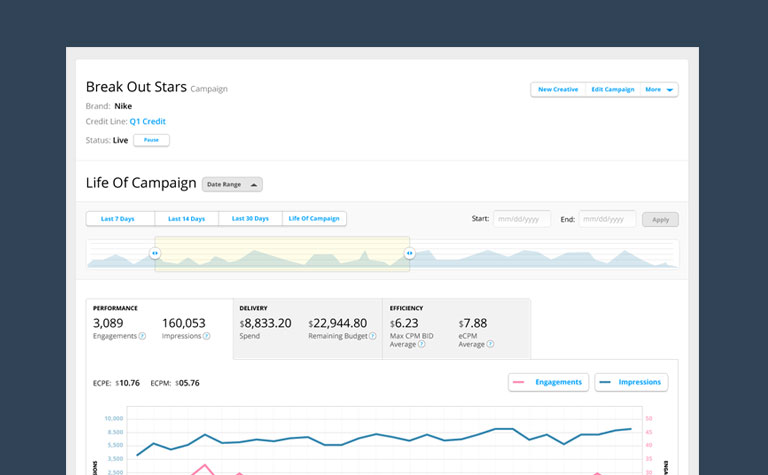 Break Out Stars Campaign
New Creative Edit Campaign More
Brand: Nike
Credit Line: Q1 Credit
Status: Live Pause
Life Of Campaign Date Range
Last 7 Days Last 14 Days Last 30 Days Life Of Campaign Start: mm/dd/yyyy End: mm/dd/yyyy Apply
PERFORMANCE DELIVERY EFFICIENCY
3,089 160,053 $8,833.20 $22,944.80 $6.23 $7.88
Engagements ? Impressions ? Spend Remaining Budget ? Max CPM BID eCPM
Average ? Average ?
ECPE: $10.76 ECPM: $05.76 Engagements Impressions
10,000 50
8,500 45
5,500 40
3,500 35
2,500 30